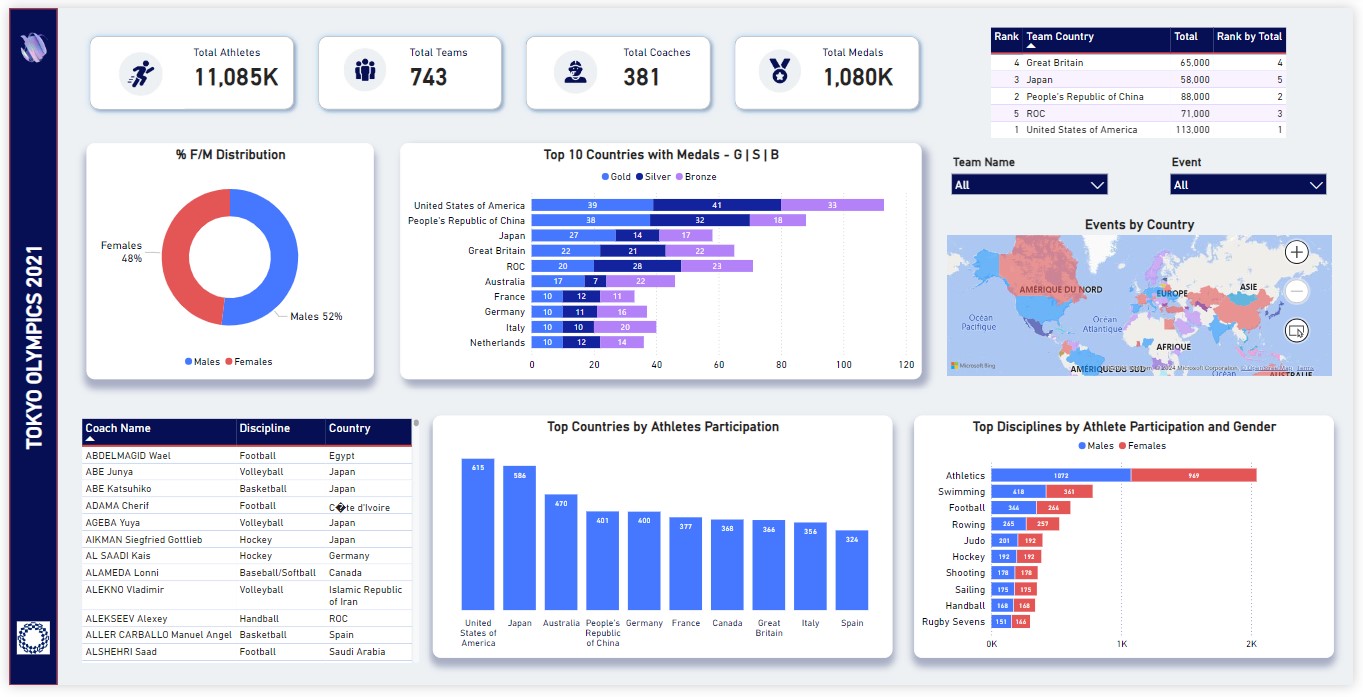 TOKYO OLYMPICS 2021
Total Athletes
11,085K
Total Teams
743
Total Coaches
381
Total Medals
1,080K
Rank Team Country Total Rank by Total
4 Great Britain 65,000 4
3 Japan 58,000 5
2 People's Republic of China 88,000 2
5 ROC 71,000 3
1 United States of America 113,000 1
Team Name
All
Event
All
% F/M Distribution
Females
48%
Males 52%
Males Females
Top 10 Countries with Medals - G | S | B
Gold Silver Bronze
United States of America 39 41 33
People's Republic of China 38 32 18
Japan 27 14 17
Great Britain 22 21 22
ROC 20 28 23
Australia 17 7 22
France 10 12 11
Germany 10 11 16
Italy 10 10 20
Netherlands 10 12 14
0 20 40 60 80 100 120
Events by Country
AMÉRIQUE DU NORD
EUROPE
ASIE
Océan
Pacifique
Océan
Atlantique
AFRIQUE
AMÉRIQUE DU SUD
Océan
AUSTRALIE
Microsoft Bing
2024 Microsoft Corporation, © OpenStreetMap Terms
Coach Name Discipline Country
ABDELMAGID Wael Football Egypt
ABE Junya Volleyball Japan
ABE Katsuhiko Basketball Japan
ADAMA Cherif Football C�te d'Ivoire
AGEBA Yuya Volleyball Japan
AIKMAN Siegfried Gottlieb Hockey Japan
AL SAADI Kais Hockey Germany
ALAMEDA Lonni Baseball/Softball Canada
ALEKNO Vladimir Volleyball Islamic Republic
of Iran
ALEKSEEV Alexey Handball ROC
ALLER CARBALLO Manuel Angel Basketball Spain
ALSHEHRI Saad Football Saudi Arabia
Top Countries by Athletes Participation
615 586 470 401 400 377 368 366 356 324
United States of America Japan Australia People's Republic of China Germany France Canada Great Britain Italy Spain
Top Disciplines by Athlete Participation and Gender
Males Females
Athletics 1072 969
Swimming 418 361
Football 344 264
Rowing 265 257
Judo 201 192
Hockey 192 192
Shooting 178 178
Sailing 175 175
Handball 168 168
Rugby Sevens 151 146
0K 1K 2K